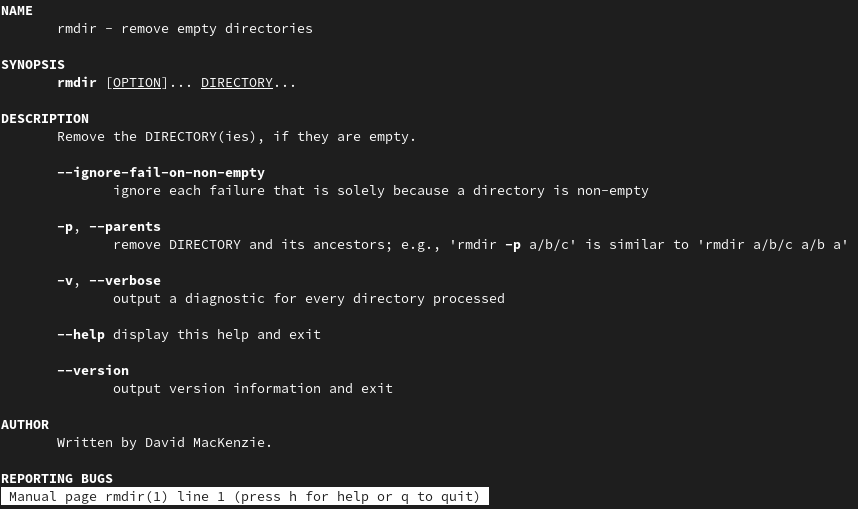 NAME
rmdir - remove empty directories
SYNOPSIS
rmdir [OPTION]... DIRECTORY...
DESCRIPTION
Remove the DIRECTORY(ies), if they are empty.
--ignore-fail-on-non-empty
ignore each failure that is solely because a directory is non-empty
-p, --parents
remove DIRECTORY and its ancestors; e.g., 'rmdir -p a/b/c' is similar to 'rmdir a/b/c a/b a'
-v, --verbose
output a diagnostic for every directory processed
--help display this help and exit
--version
output version information and exit
AUTHOR
Written by David MacKenzie.
REPORTING BUGS
Manual page rmdir(1) line 1 (press h for help or q to quit)